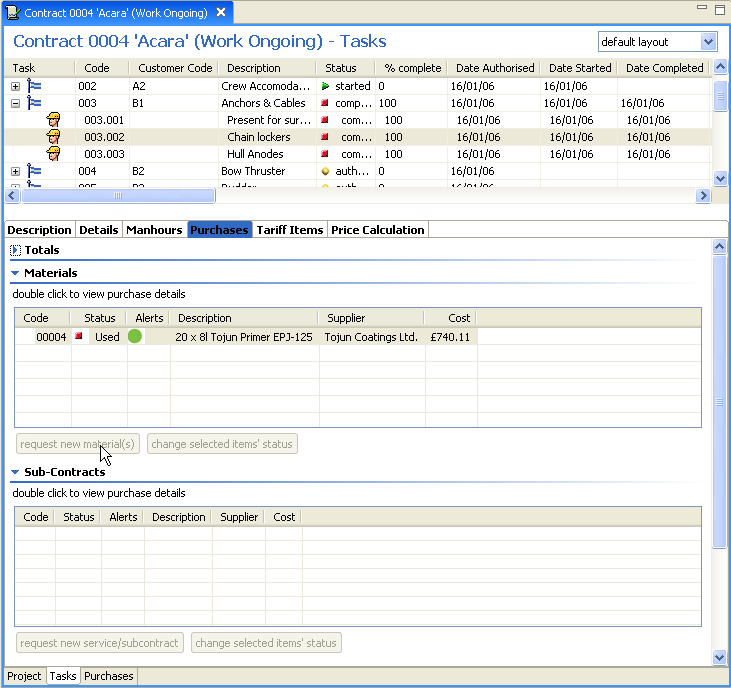 Contract 0004 'Acara' (Work Ongoing)
Contract 0004 'Acara' (Work Ongoing) - Tasks
default layout
Task Code Customer Code Description Status % complete Date Authorised Date Started Date Completed
002 A2 Crew Accomoda... started 0 16/01/06 16/01/06
003 B1 Anchors & Cables comp... 100 16/01/06 16/01/06 16/01/06
003.001 Present for sur... com... 100 16/01/06 16/01/06 16/01/06
003.002 Chain lockers com... 100 16/01/06 16/01/06 16/01/06
003.003 Hull Anodes com... 100 16/01/06 16/01/06 16/01/06
004 B2 Bow Thruster auth... 0 16/01/06
Description Details Manhours Purchases Tariff Items Price Calculation
Totals
Materials
double click to view purchase details
Code Status Alerts Description Supplier Cost
00004 Used 20 x 8l Tojun Primer EPJ-125 Tojun Coatings Ltd. £740.11
request new material(s) change selected items' status
Sub-Contracts
double click to view purchase details
Code Status Alerts Description Supplier Cost
request new service/subcontract change selected items' status
Project Tasks Purchases